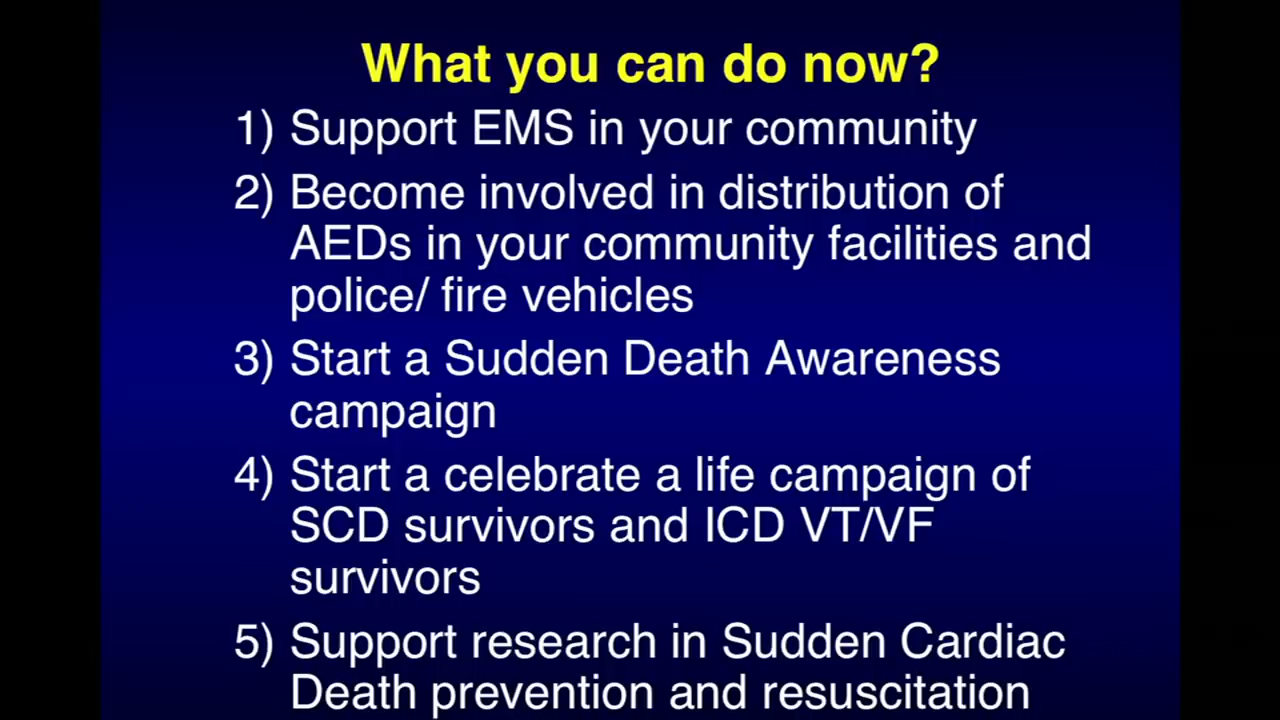 What you can do now?
1) Support EMS in your community
2) Become involved in distribution of
AEDs in your community facilities and
police/ fire vehicles
3) Start a Sudden Death Awareness
campaign
4) Start a celebrate a life campaign of
SCD survivors and ICD VT/VF
survivors
5) Support research in Sudden Cardiac
Death prevention and resuscitation